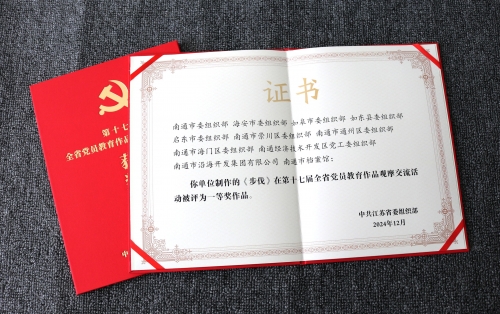 第十七
全省党员教育作品
证书
南通市委组织部 海安市委组织部 如皋市委组织部 如东县委组织部
启东市委组织部 南通市崇川区委组织部 南通市通州区委组织部
南通市海门区委组织部 南通经济技术开发区党工委组织部
南通市沿海开发集团有限公司 南通市档案馆：
你单位制作的《步伐》在第十七届全省党员教育作品观摩交流活
动被评为一等奖作品。
中共江苏省委组织部
2024年12月